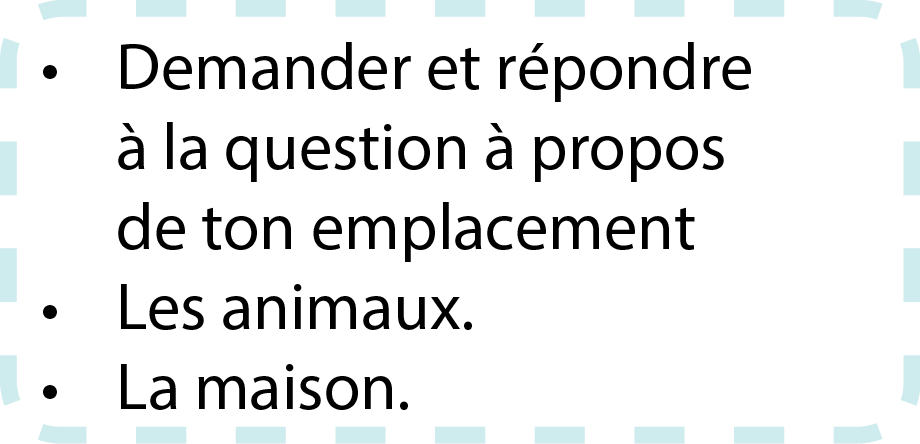 • Demander et répondre
à la question à propos
de ton emplacement
• Les animaux.
• La maison.